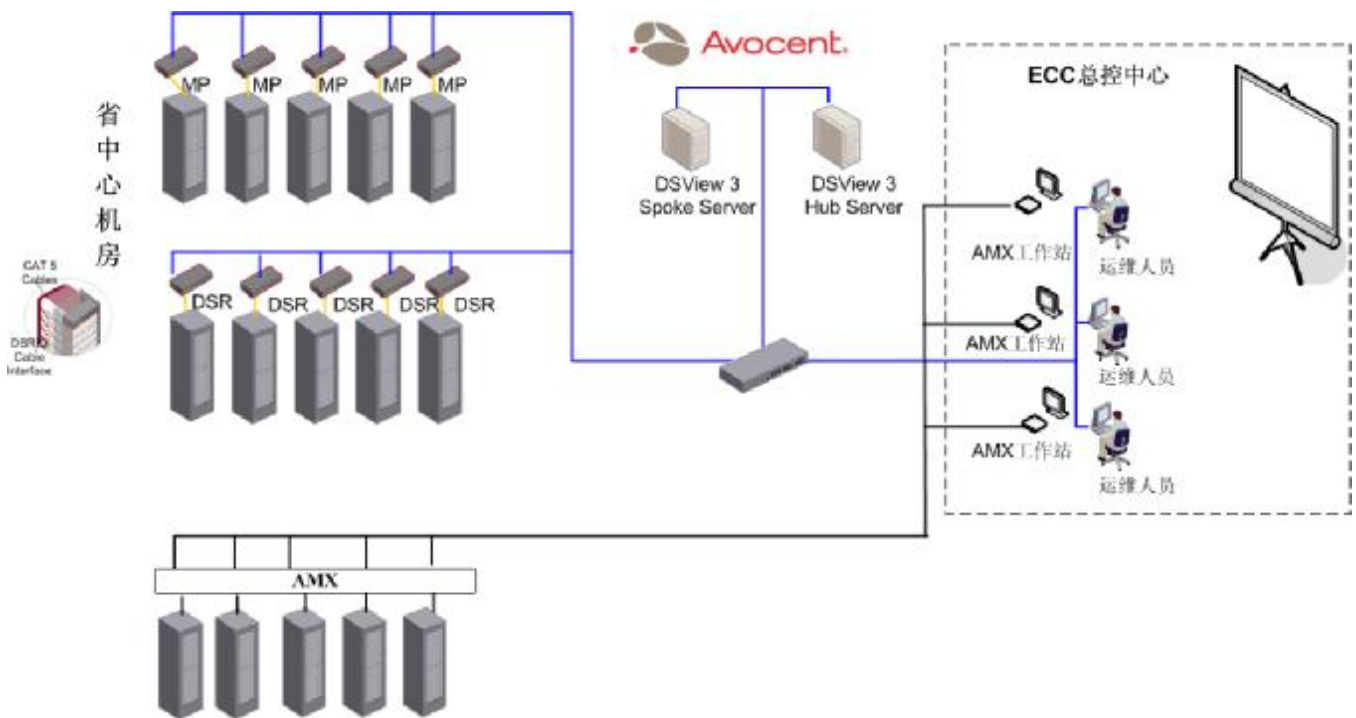 Avocent.
ECC总控中心
MP
MP
MP
MP
MP
省中心机房
DSView 3
Spoke Server
DSView 3
Hub Server
AMX工作站
运维人员
CAT 5
Cables
DSRIQ
Cable
Interface
DSR
DSR
DSR
DSR
DSR
AMX工作站
运维人员
AMX工作站
运维人员
AMX